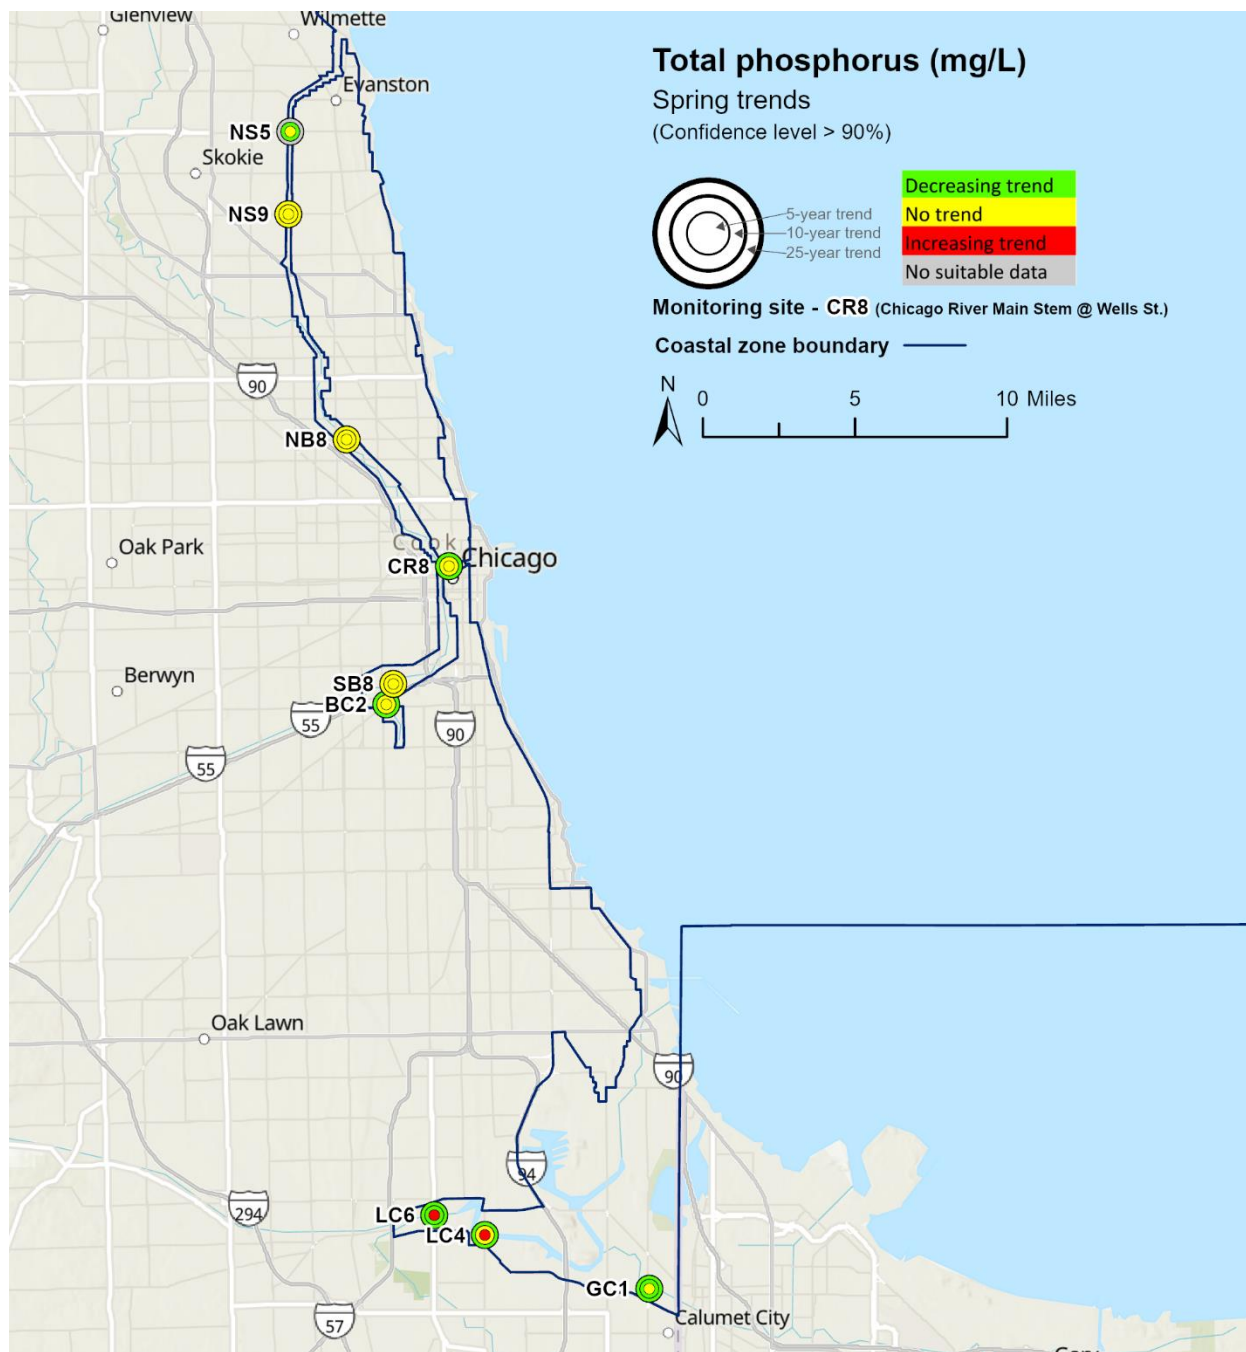 Glenview
Wilmette
Evanston
NS5
Skokie
NS9
90
NB8
Oak Park
Cook
Chicago
CR8
Berwyn
SB8
BC2
55
90
55
Oak Lawn
90
94
LC6
294
LC4
GC1
Calumet City
57
Gary
Total phosphorus (mg/L)
Spring trends
(Confidence level > 90%)
5-year trend
10-year trend
25-year trend
Decreasing trend
No trend
Increasing trend
No suitable data
Monitoring site - CR8 (Chicago River Main Stem @ Wells St.)
Coastal zone boundary
N
0 5 10 Miles